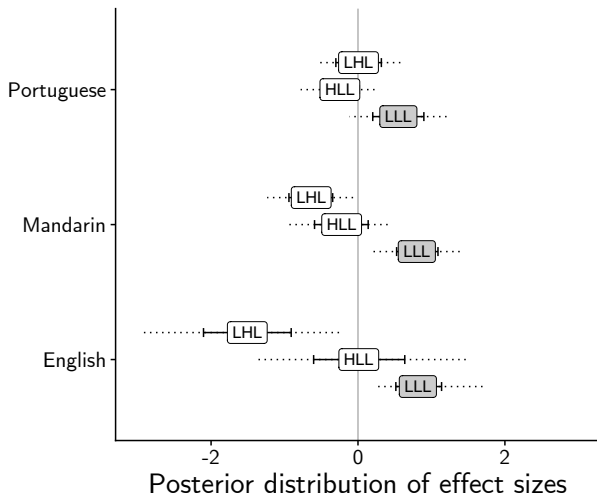 LHL
Portuguese
HLL
LLL
LHL
Mandarin
HLL
LLL
LHL
English
HLL
LLL
-2 0 2
Posterior distribution of effect sizes